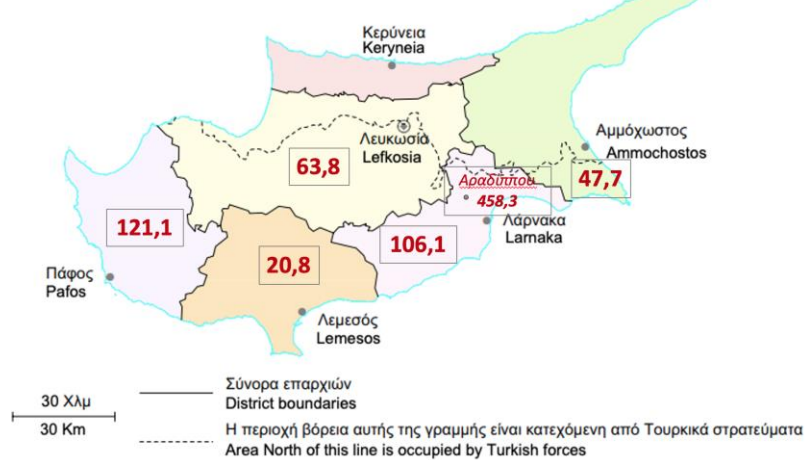 Κερύνεια
Keryneia
Αμμόχωστος
Ammochostos
Λευκωσία
Lefkosia
63,8
Αραδίππου
458,3
47,7
Λάρνακα
Larnaka
121,1
106,1
20,8
Πάφος
Pafos
Λεμεσός
Lemesos
30 Χλμ
30 Km
Σύνορα επαρχιών
District boundaries
Η περιοχή βόρεια αυτής της γραμμής είναι κατεχόμενη από Τουρκικά στρατεύματα
Area North of this line is occupied by Turkish forces